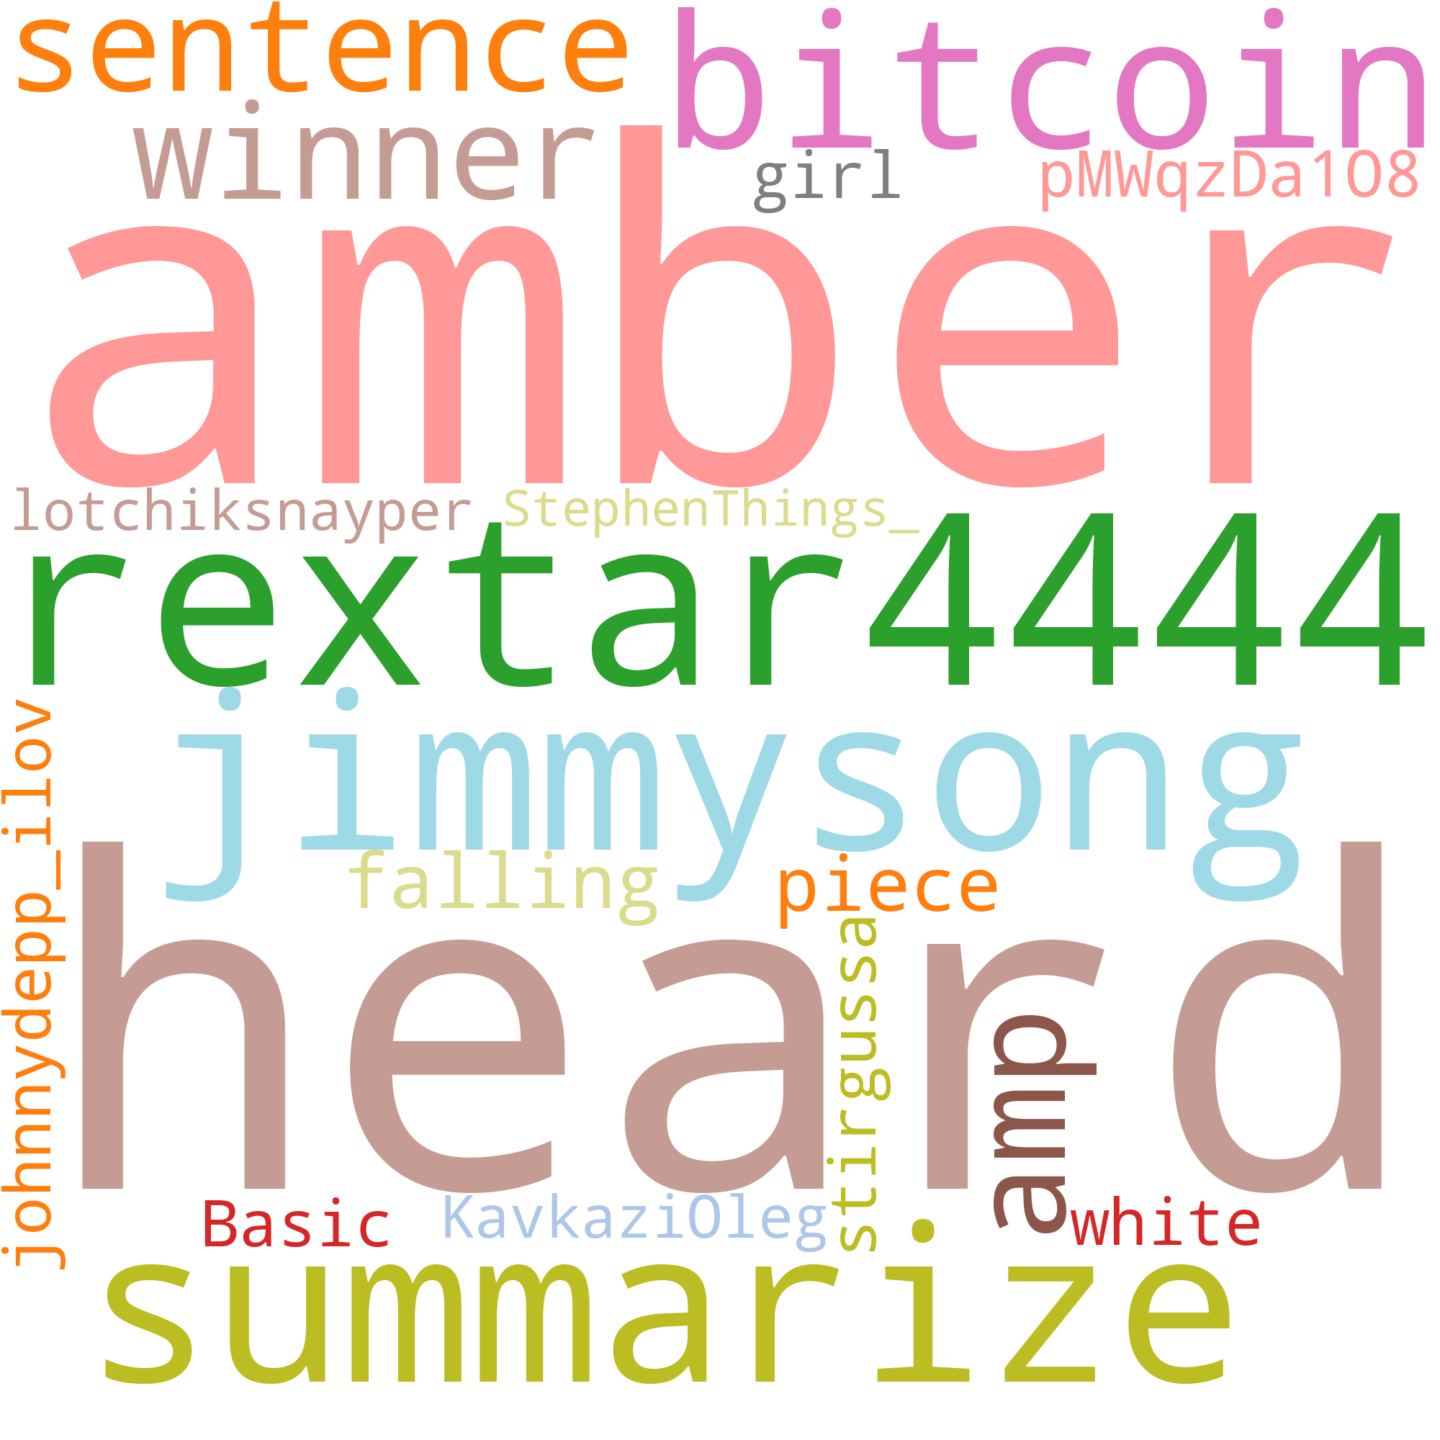 sentence
bitcoin
winner
girl
pMWqzDa1O8
amber
lotchiksnayper
StephenThings_
rextar4444
jimmysong
johnnydepp_ilov
falling
piece
heard
stirgussa
amp
Basic
KavkaziOleg
white
summarize